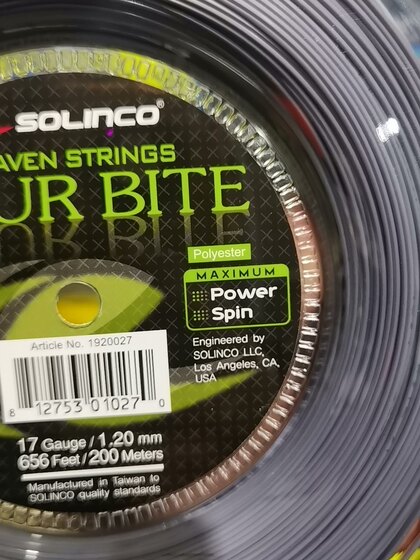 SOLINCO®
AVEN STRINGS
UR BITE
Polyester
MAXIMUM
Power
Spin
Engineered by
SOLINCO LLC,
Los Angeles, CA,
USA
Article No. 1920027
8 12753 01027 0
17 Gauge / 1.20 mm
656 Feet / 200 Meters
Manufactured in Taiwan to
SOLINCO quality standards